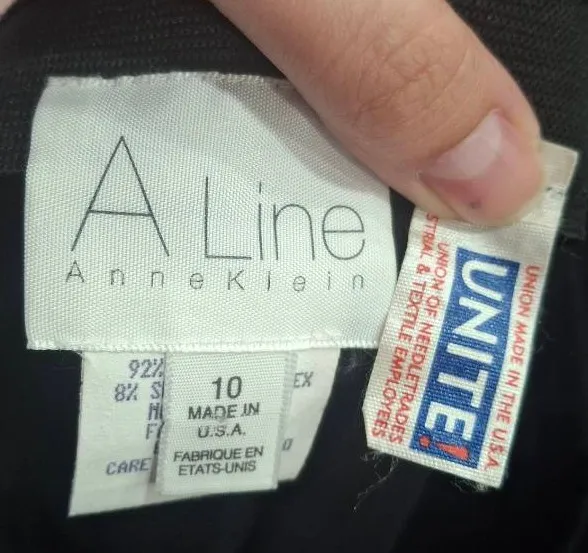 A Line
AnneKlein
92%
8% S
EX
CARE
10
MADE IN
U.S.A.
FABRIQUE EN
ETATS-UNIS
UNION MADE IN THE U.S.A.
UNITE!
UNION OF NEEDLETRADES
STRIAL & TEXTILE EMPLOYEES